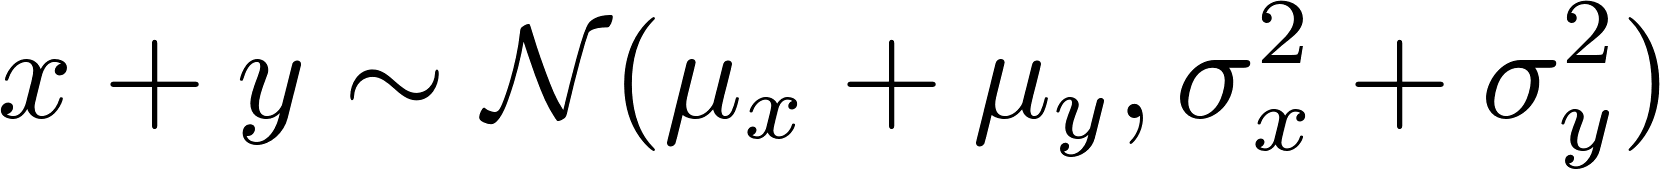 x + y ∼ 𝒩(μ_x + μ_y, σ_x^2 + σ_y^2)